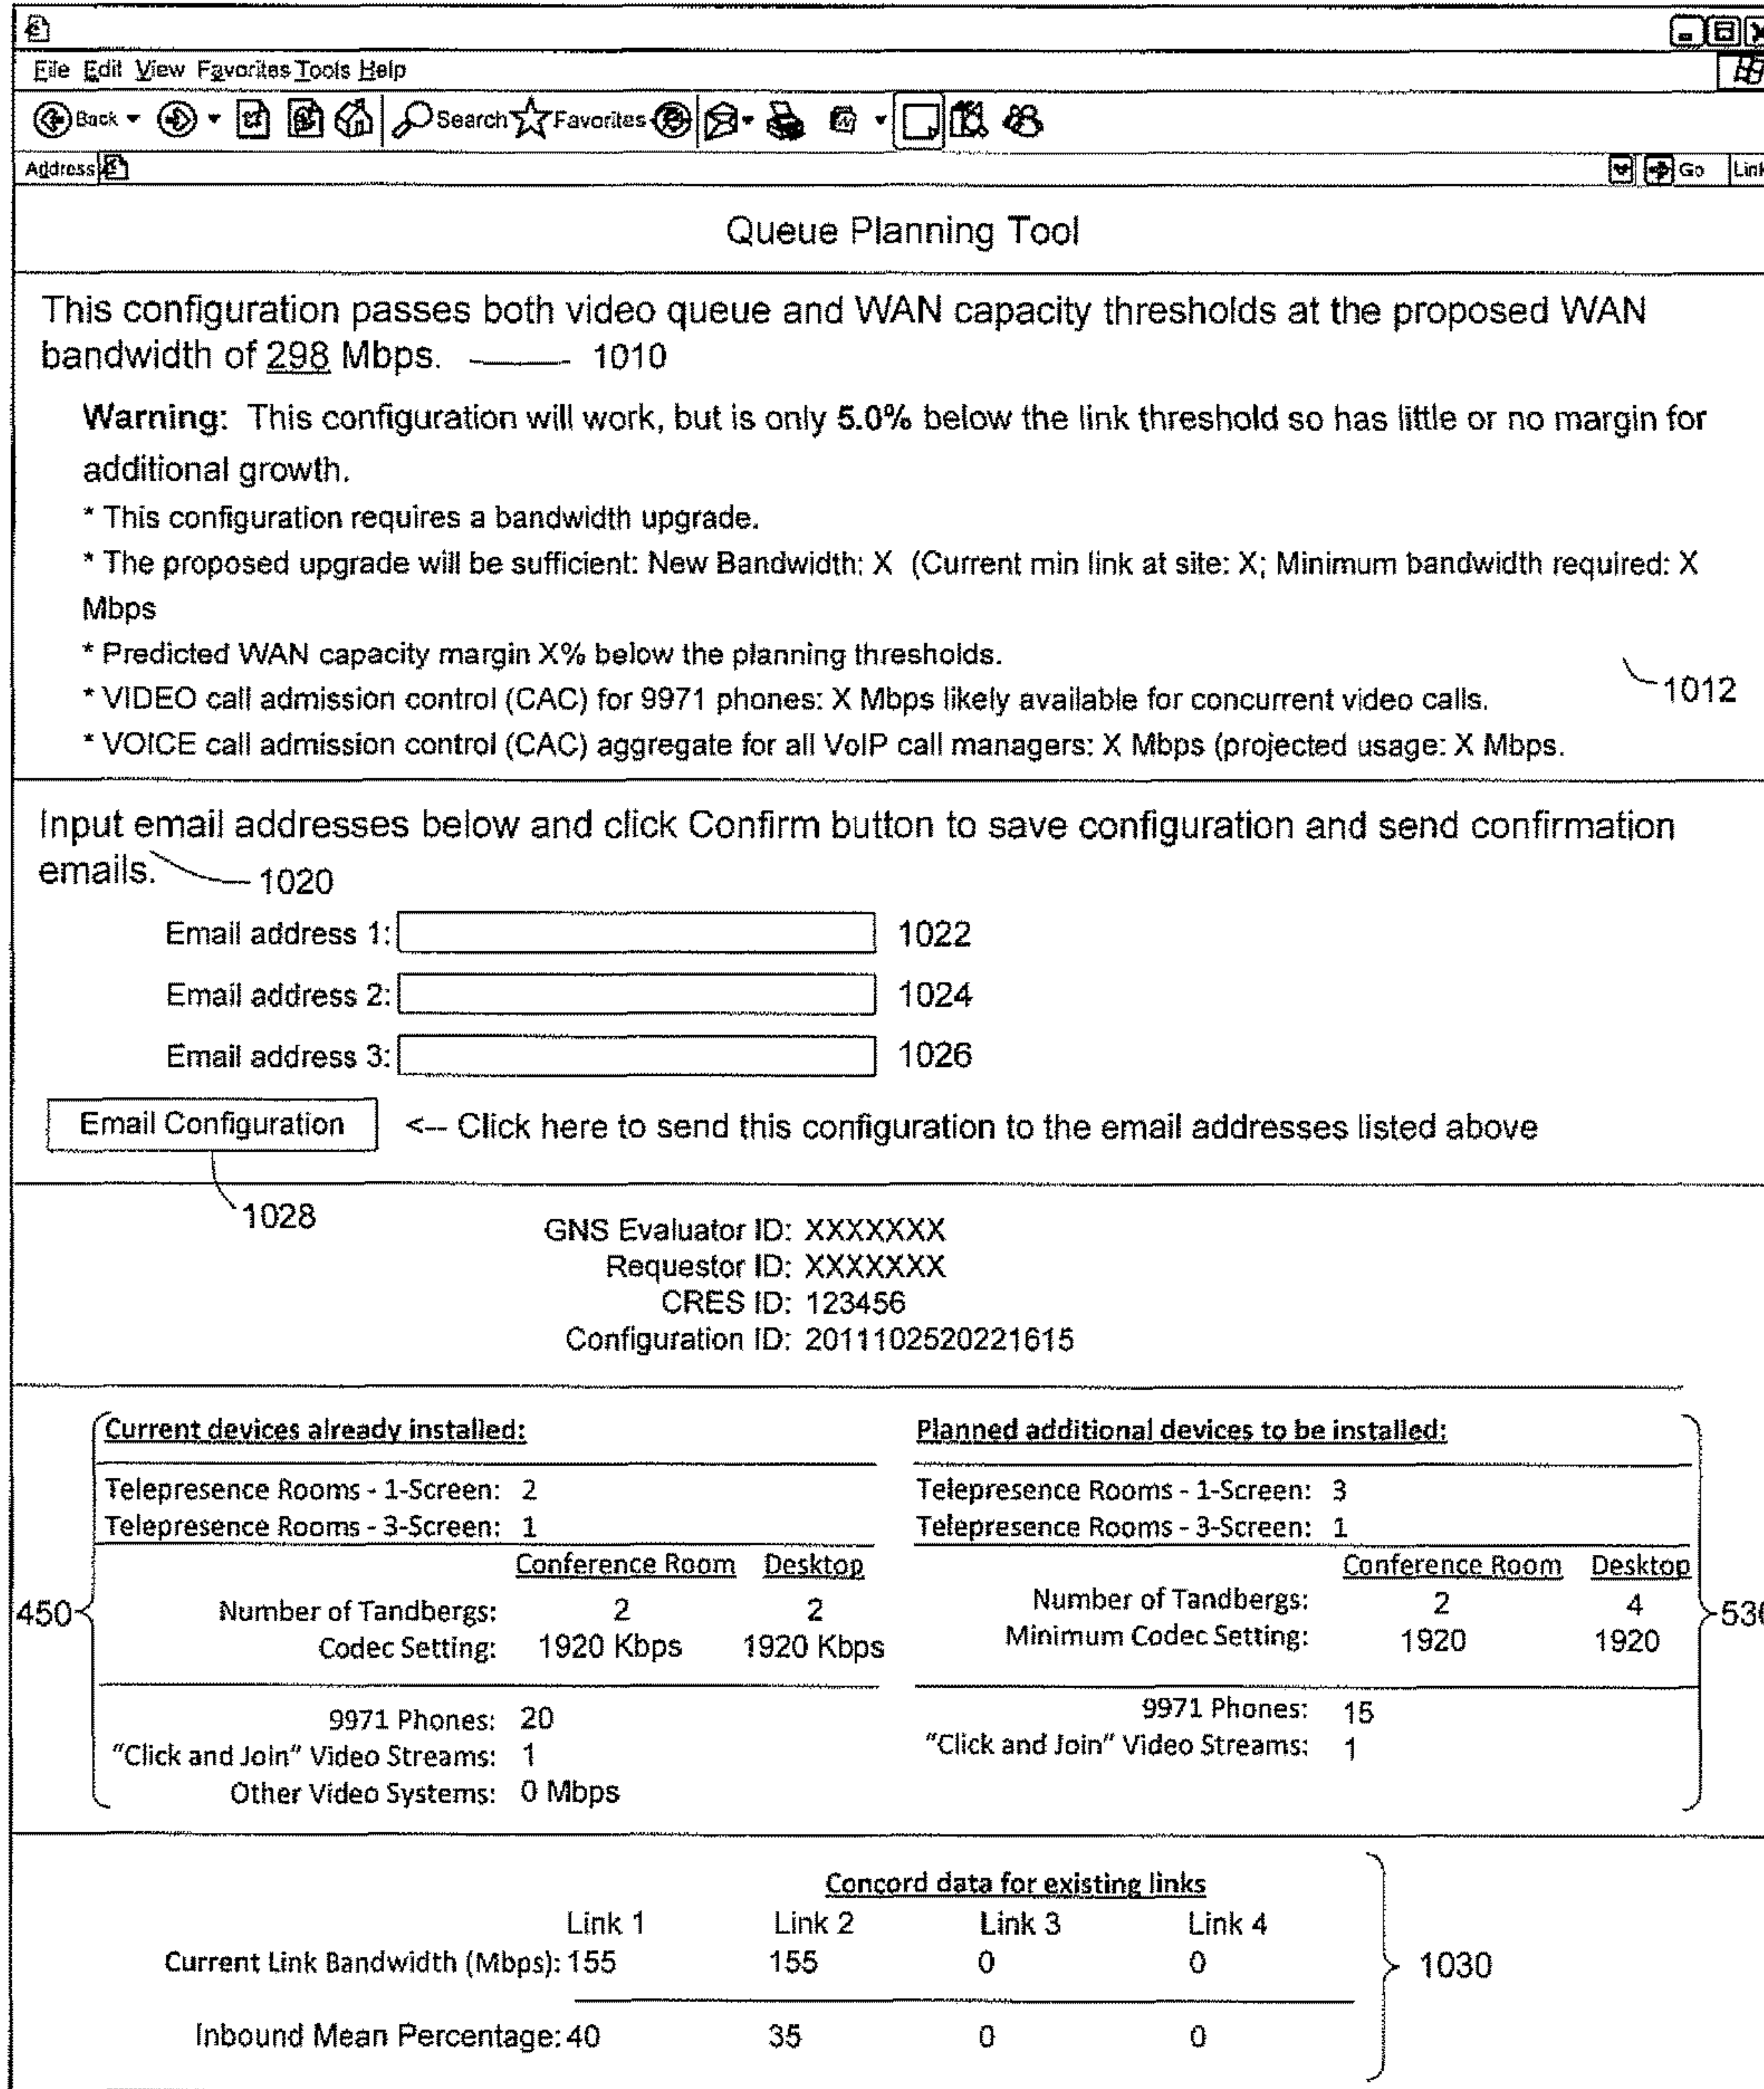 File Edit View Favorites Tools Help
Back Search Favorites
Address Go
Queue Planning Tool
This configuration passes both video queue and WAN capacity thresholds at the proposed WAN
bandwidth of 298 Mbps. 1010
Warning: This configuration will work, but is only 5.0% below the link threshold so has little or no margin for
additional growth.
* This configuration requires a bandwidth upgrade.
* The proposed upgrade will be sufficient: New Bandwidth: X (Current min link at site: X; Minimum bandwidth required: X
Mbps
* Predicted WAN capacity margin X% below the planning thresholds.
* VIDEO call admission control (CAC) for 9971 phones: X Mbps likely available for concurrent video calls.
1012
* VOICE call admission control (CAC) aggregate for all VoIP call managers: X Mbps (projected usage: X Mbps.
Input email addresses below and click Confirm button to save configuration and send confirmation
emails. 1020
Email address 1: 1022
Email address 2: 1024
Email address 3: 1026
Email Configuration <-- Click here to send this configuration to the email addresses listed above
1028
GNS Evaluator ID: XXXXXXX
Requestor ID: XXXXXXX
CRES ID: 123456
Configuration ID: 2011102520221615
Current devices already installed: Planned additional devices to be installed:
Telepresence Rooms - 1-Screen: 2 Telepresence Rooms - 1-Screen: 3
Telepresence Rooms - 3-Screen: 1 Telepresence Rooms - 3-Screen: 1
Conference Room Desktop Conference Room Desktop
450 Number of Tandbergs: 2 2 Number of Tandbergs: 2 4
Codec Setting: 1920 Kbps 1920 Kbps Minimum Codec Setting: 1920 1920
9971 Phones: 20 9971 Phones: 15
"Click and Join" Video Streams: 1 "Click and Join" Video Streams: 1
Other Video Systems: 0 Mbps
Concord data for existing links
Link 1 Link 2 Link 3 Link 4
Current Link Bandwidth (Mbps): 155 155 0 0 1030
Inbound Mean Percentage: 40 35 0 0